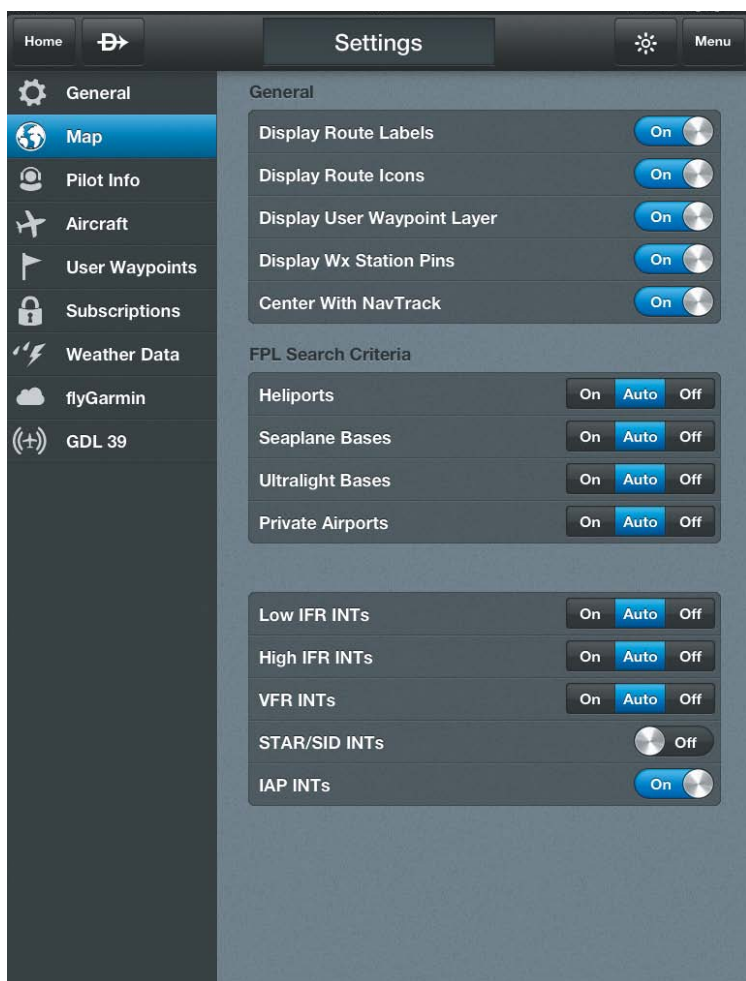 Home
Settings
Menu
General
Map
Pilot Info
Aircraft
User Waypoints
Subscriptions
Weather Data
flyGarmin
GDL 39
General
Display Route Labels On
Display Route Icons On
Display User Waypoint Layer On
Display Wx Station Pins On
Center With NavTrack On
FPL Search Criteria
Heliports On Auto Off
Seaplane Bases On Auto Off
Ultralight Bases On Auto Off
Private Airports On Auto Off
Low IFR INTs On Auto Off
High IFR INTs On Auto Off
VFR INTs On Auto Off
STAR/SID INTs Off
IAP INTs On